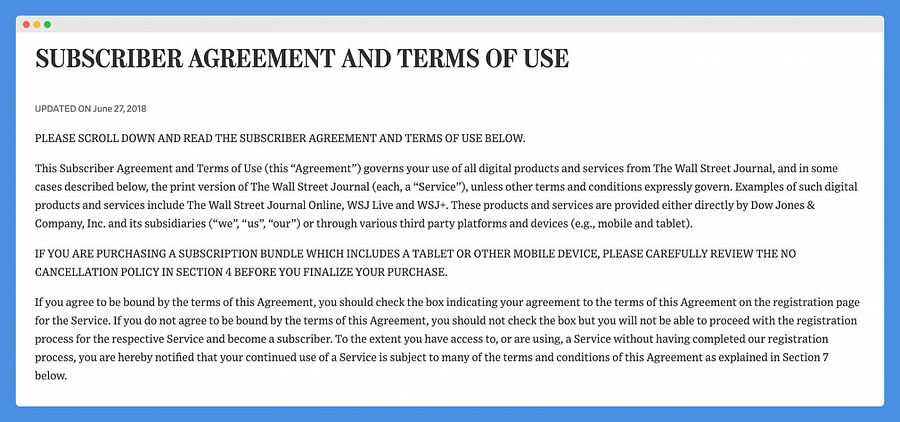 SUBSCRIBER AGREEMENT AND TERMS OF USE
UPDATED ON June 27, 2018
PLEASE SCROLL DOWN AND READ THE SUBSCRIBER AGREEMENT AND TERMS OF USE BELOW.
This Subscriber Agreement and Terms of Use (this “Agreement”) governs your use of all digital products and services from The Wall Street Journal, and in some
cases described below, the print version of The Wall Street Journal (each, a “Service”), unless other terms and conditions expressly govern. Examples of such digital
products and services include The Wall Street Journal Online, WSJ Live and WSJ+. These products and services are provided either directly by Dow Jones &
Company, Inc. and its subsidiaries (“we”, “us”, “our”) or through various third party platforms and devices (e.g., mobile and tablet).
IF YOU ARE PURCHASING A SUBSCRIPTION BUNDLE WHICH INCLUDES A TABLET OR OTHER MOBILE DEVICE, PLEASE CAREFULLY REVIEW THE NO
CANCELLATION POLICY IN SECTION 4 BEFORE YOU FINALIZE YOUR PURCHASE.
If you agree to be bound by the terms of this Agreement, you should check the box indicating your agreement to the terms of this Agreement on the registration page
for the Service. If you do not agree to be bound by the terms of this Agreement, you should not check the box but you will not be able to proceed with the registration
process for the respective Service and become a subscriber. To the extent you have access to, or are using, a Service without having completed our registration
process, you are hereby notified that your continued use of a Service is subject to many of the terms and conditions of this Agreement as explained in Section 7
below.